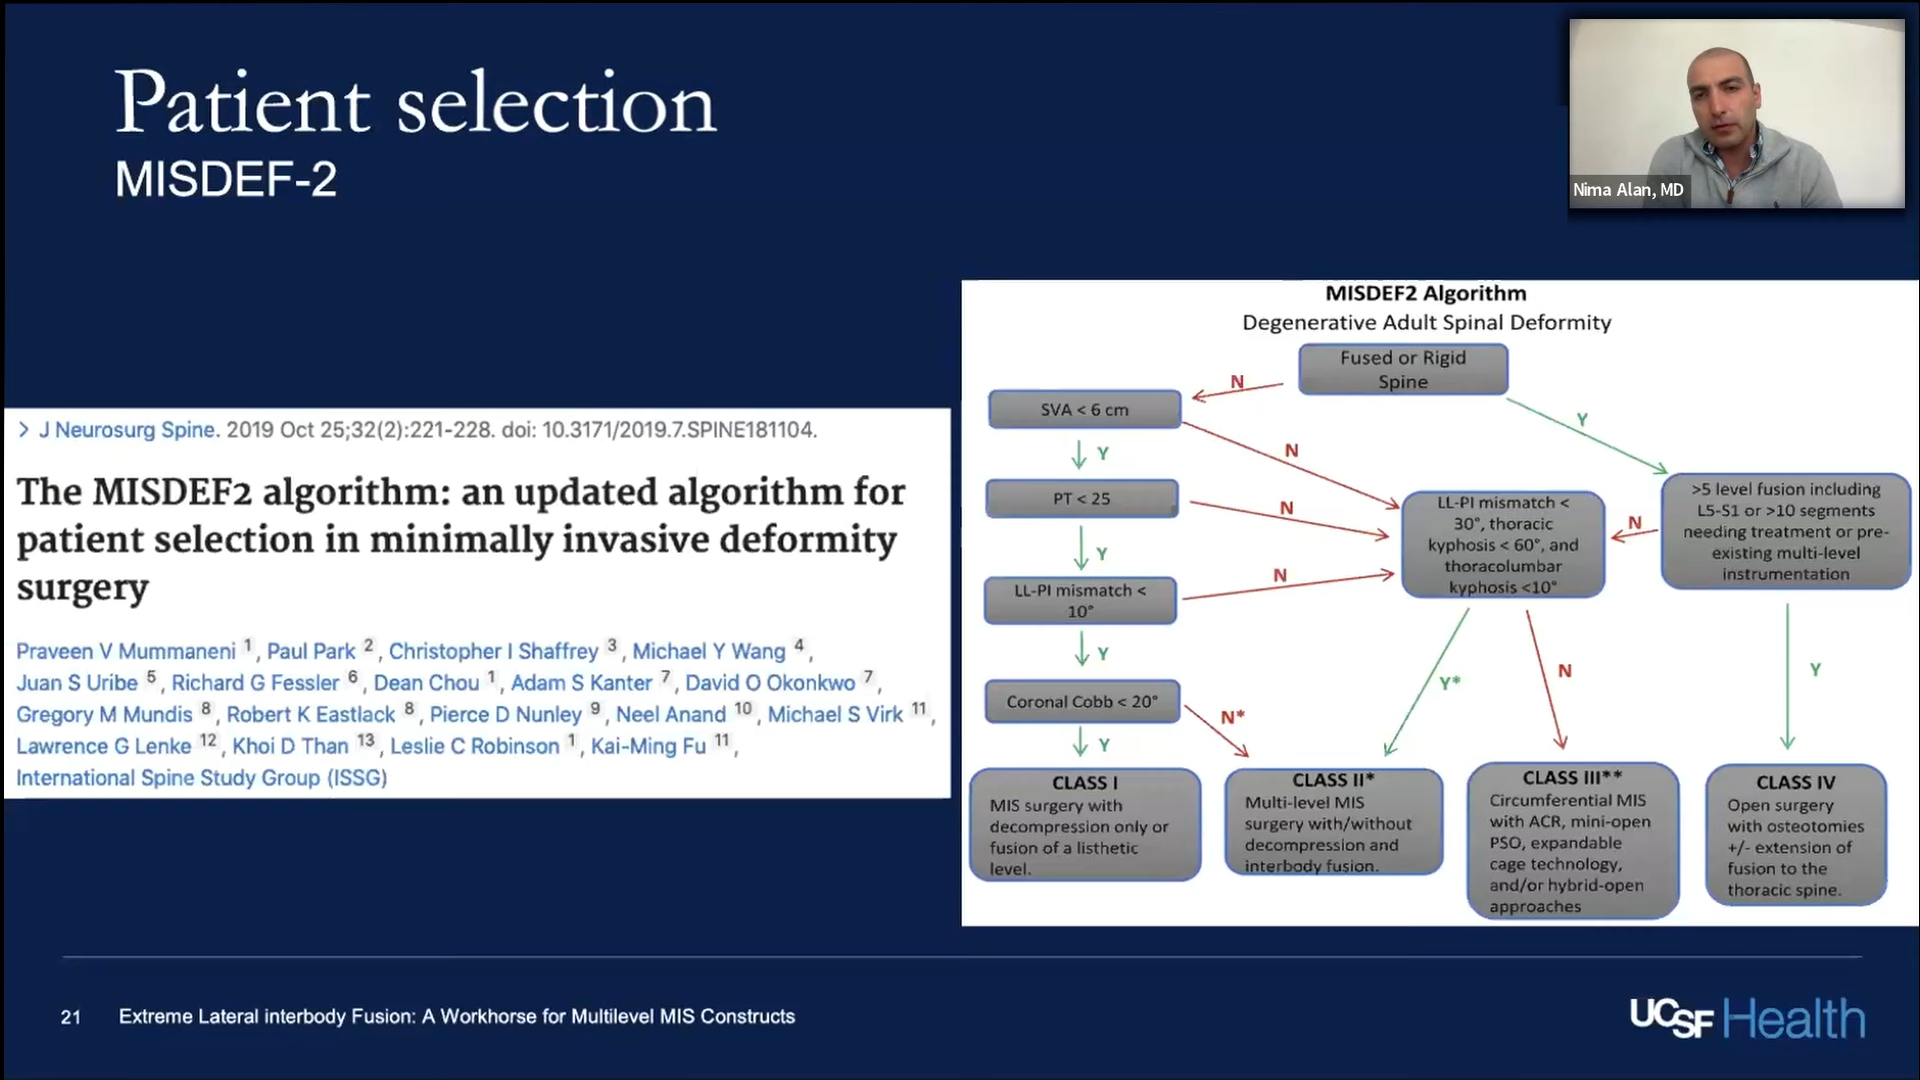 Patient selection
MISDEF-2
Nima Alan, MD
> J Neurosurg Spine. 2019 Oct 25;32(2):221-228. doi: 10.3171/2019.7.SPINE181104.
The MISDEF2 algorithm: an updated algorithm for
patient selection in minimally invasive deformity
surgery
Praveen V Mummaneni 1, Paul Park 2, Christopher I Shaffrey 3, Michael Y Wang 4,
Juan S Uribe 5, Richard G Fessler 6, Dean Chou 1, Adam S Kanter 7, David O Okonkwo 7,
Gregory M Mundis 8, Robert K Eastlack 8, Pierce D Nunley 9, Neel Anand 10, Michael S Virk 11,
Lawrence G Lenke 12, Khoi D Than 13, Leslie C Robinson 1, Kai-Ming Fu 11,
International Spine Study Group (ISSG)
MISDEF2 Algorithm
Degenerative Adult Spinal Deformity
Fused or Rigid
Spine
N
Y
SVA < 6 cm
Y
N
PT < 25
Y
N
LL-PI mismatch <
10°
Y
N
Coronal Cobb < 20°
Y
N*
LL-PI mismatch <
30°, thoracic
kyphosis < 60°, and
thoracolumbar
kyphosis <10°
Y*
N
>5 level fusion including
L5-S1 or >10 segments
needing treatment or pre-
existing multi-level
instrumentation
N
Y
CLASS I
MIS surgery with
decompression only or
fusion of a listhetic
level.
CLASS II*
Multi-level MIS
surgery with/without
decompression and
interbody fusion.
CLASS III**
Circumferential MIS
with ACR, mini-open
PSO, expandable
cage technology,
and/or hybrid-open
approaches
CLASS IV
Open surgery
with osteotomies
+/- extension of
fusion to the
thoracic spine.
21
Extreme Lateral interbody Fusion: A Workhorse for Multilevel MIS Constructs
UCSF Health